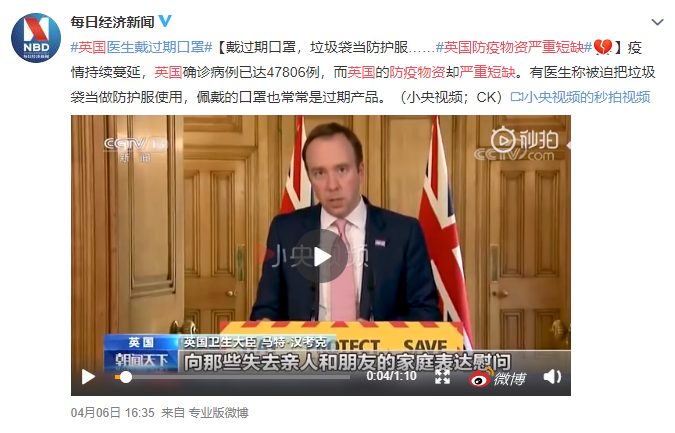 每日经济新闻
NBD
每日经济新闻
#英国医生戴过期口罩#【戴过期口罩，垃圾袋当防护服……#英国防疫物资严重短缺#💔】疫
情持续蔓延，英国确诊病例已达47806例，而英国的防疫物资却严重短缺。有医生称被迫把垃圾
袋当做防护服使用，佩戴的口罩也常常是过期产品。（小央视频；CK）小央视频的秒拍视频
CCTV 13
新闻
秒拍
CCTV.com
小央视频
PROTECT SAVE
英国
英国卫生大臣 马特·汉考克
朝闻天下
向那些失去亲人和朋友的家庭表达慰问
0:04/1:10
微博
04月06日 16:35 来自 专业版微博